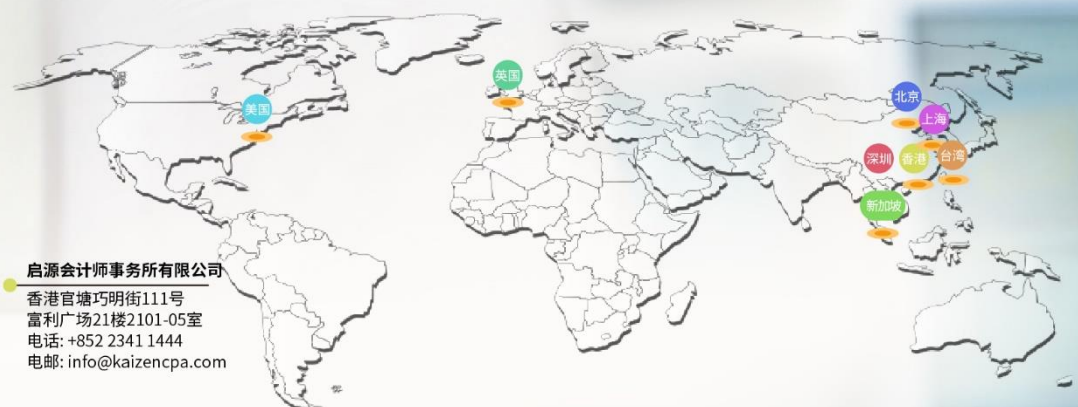 英国
美国
北京
上海
深圳
香港
台湾
新加坡
启源会计师事务所有限公司
香港官塘巧明街111号
富利广场21楼2101-05室
电话: +852 2341 1444
电邮: info@kaizencpa.com